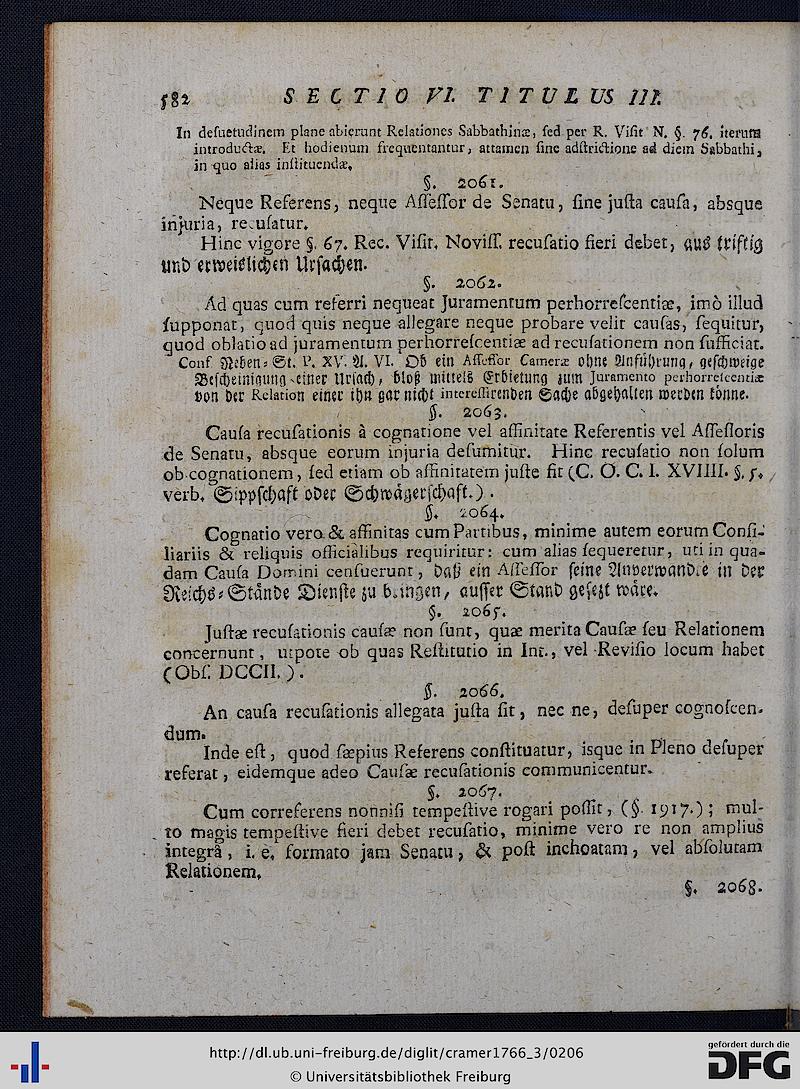 582 SECTIO VI. TITULUS III.
In desuetudinem plane abierunt Relationes Sabbathinæ, sed per R. Visit N. §. 76. iterum
introductæ. Et hodienum frequentantur, attamen sine adstrictione ad diem Sabbathi,
in quo alias instituendæ.
§. 2061.
Neque Referens, neque Assessor de Senatu, sine justa causa, absque
injuria, recusatur.
Hinc vigore §. 67. Rec. Visit. Noviss. recusatio fieri debet, aus triftig
und erweislichen Ursachen.
§. 2062.
Ad quas cum referri nequeat Juramentum perhorrescentiæ, imò illud
supponat, quod quis neque allegare neque probare velit causas, sequitur,
quod oblatio ad juramentum perhorrescentiæ ad recusationem non sufficiat.
Conf. Neben-St. P. XV. A. VI. Ob ein Assessor Cameræ ohne Anführung, geschweige
Bescheinigung einer Ursach, bloß mittels Erbietung zum Juramento perhorrescentiæ
von der Relation einer ihn gar nicht interessirenden Sache abgehalten werden könne.
§. 2063.
Causa recusationis à cognatione vel affinitate Referentis vel Assessoris
de Senatu, absque eorum injuria desumitur. Hinc recusatio non solum
ob cognationem, sed etiam ob affinitatem juste fit (C. O. C. I. XVIIII. §. 5.
verb. Sippschaft oder Schwägerschaft.).
§. 2064.
Cognatio vero & affinitas cum Partibus, minime autem eorum Consi-
liariis & reliquis officialibus requiritur: cum alias sequeretur, uti in qua-
dam Causa Domini censuerunt, daß ein Assessor seine Anverwandte in der
Reichs-Stände Dienste zu bringen, ausser Stand gesezt wäre.
§. 2065.
Justæ recusationis causæ non sunt, quæ merita Causæ seu Relationem
concernunt, utpote ob quas Restitutio in Int., vel Revisio locum habet
(Obs. DCCII.).
§. 2066.
An causa recusationis allegata justa sit, nec ne, desuper cognoscen-
dum.
Inde est, quod sæpius Referens constituatur, isque in Pleno desuper
referat, eidemque adeo Causæ recusationis communicentur.
§. 2067.
Cum correferens nonnisi tempestive rogari possit, (§. 1917.); mul-
to magis tempestive fieri debet recusatio, minime vero re non amplius
integrâ, i. e. formato jam Senatu, & post inchoatam, vel absolutam
Relationem.
§. 2068.
http://dl.ub.uni-freiburg.de/diglit/cramer1766_3/0206
© Universitätsbibliothek Freiburg
gefördert durch die
DFG